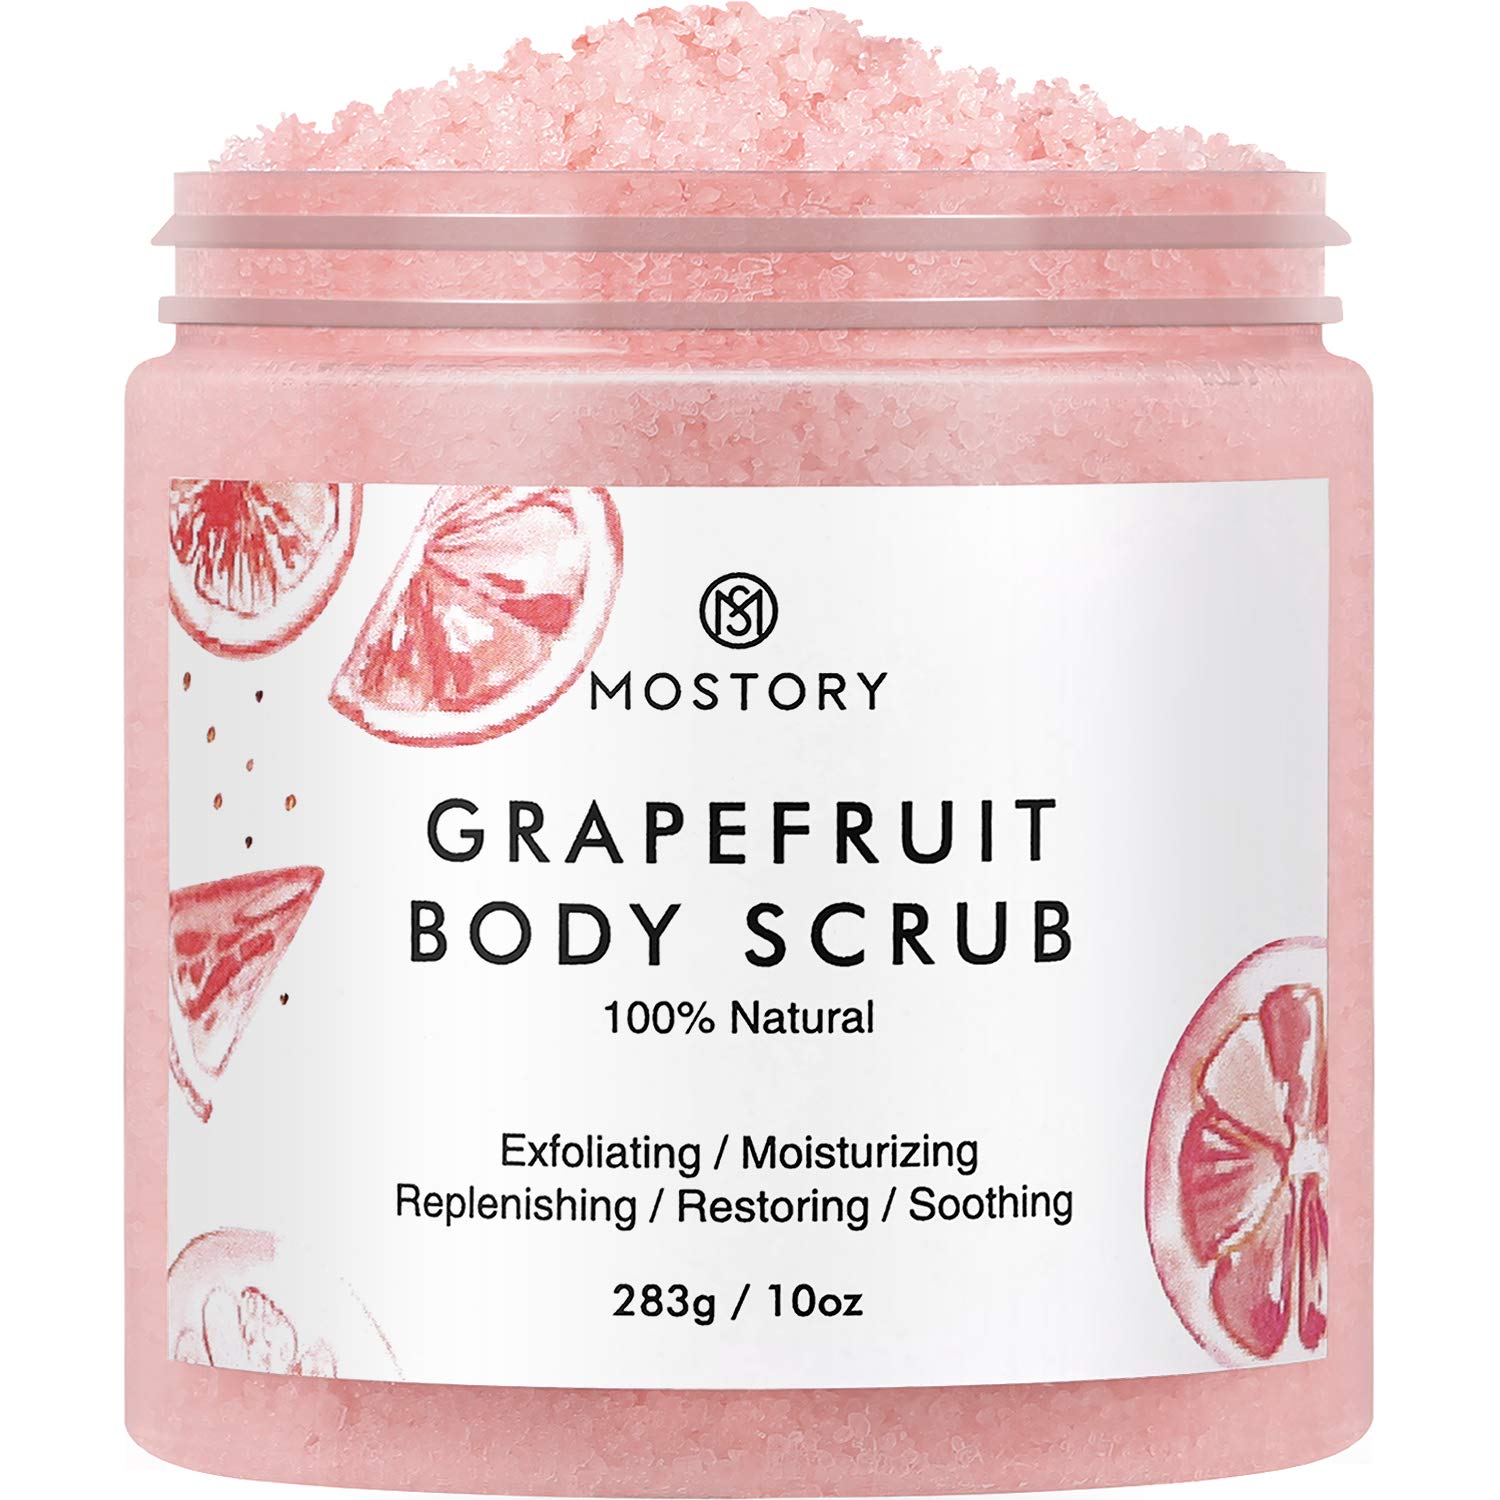 MOSTORY
GRAPEFRUIT
BODY SCRUB
100% Natural
Exfoliating / Moisturizing
Replenishing / Restoring / Soothing
283g / 10oz